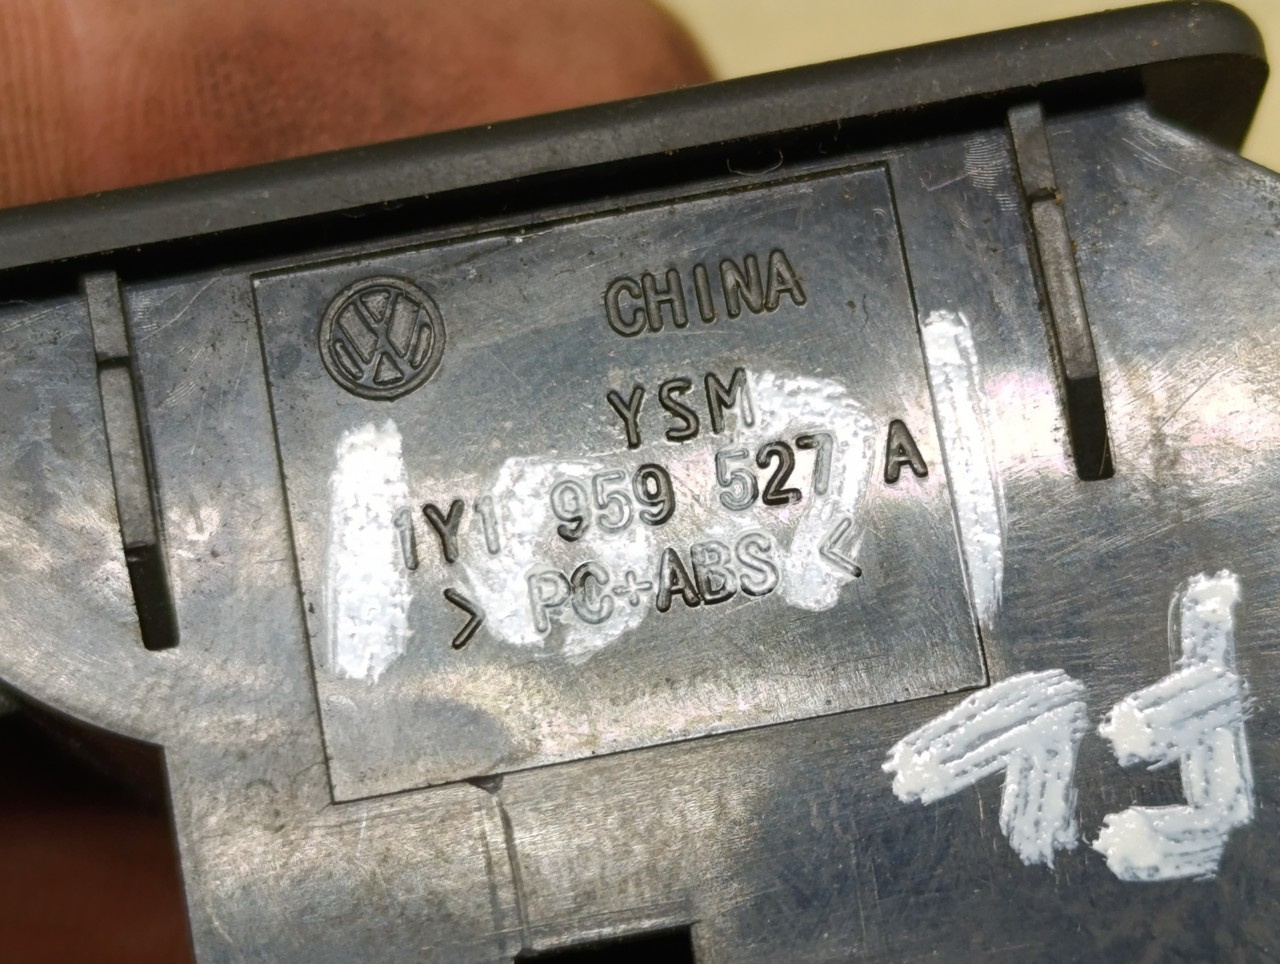 CHINA
YSM
1Y1 959 527 A
> PC+ABS <